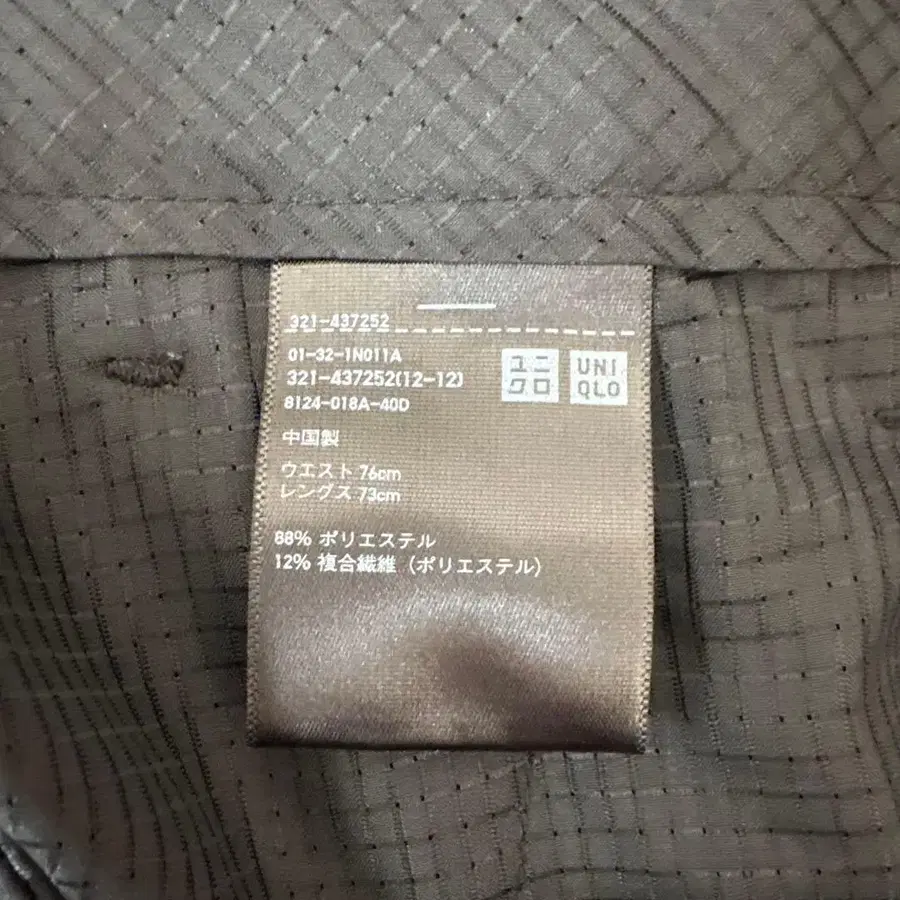 321-437252
01-32-1N011A
321-437252(12-12)
8124-018A-40D
ユニ
クロ
UNI
QLO
中国製
ウエスト 76cm
レングス 73cm
88% ポリエステル
12% 複合繊維（ポリエステル）